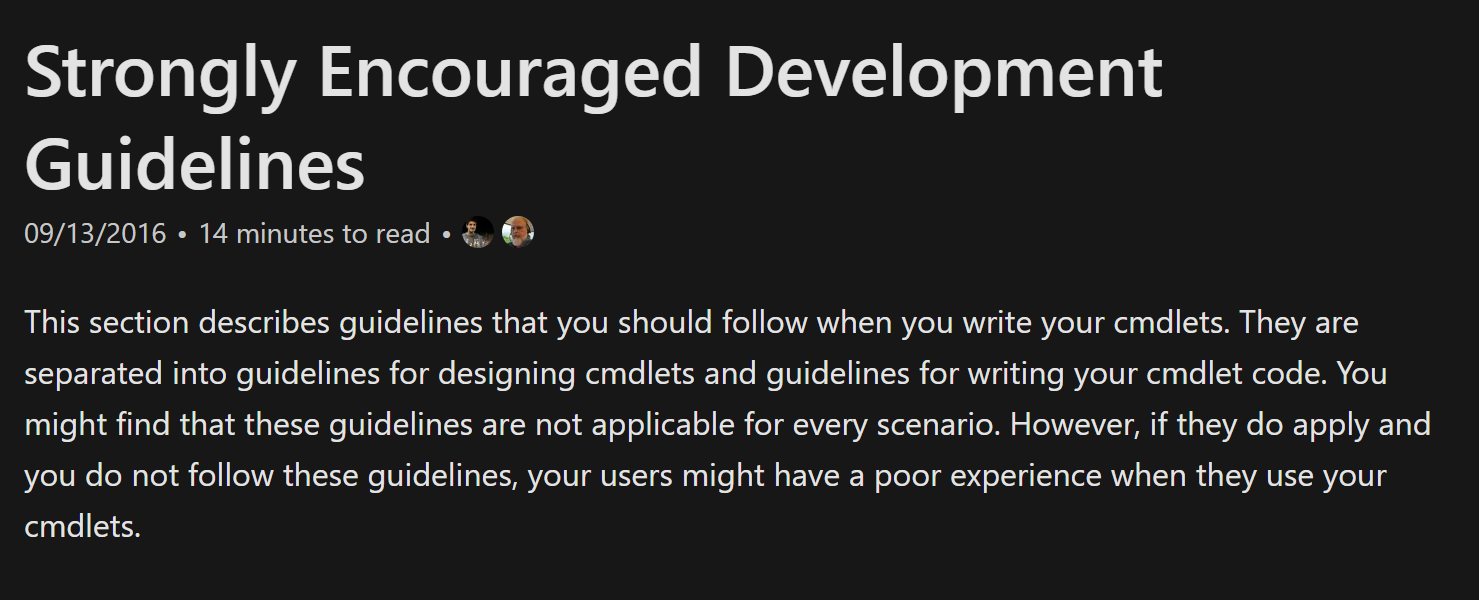 Strongly Encouraged Development
Guidelines
09/13/2016 • 14 minutes to read •
This section describes guidelines that you should follow when you write your cmdlets. They are
separated into guidelines for designing cmdlets and guidelines for writing your cmdlet code. You
might find that these guidelines are not applicable for every scenario. However, if they do apply and
you do not follow these guidelines, your users might have a poor experience when they use your
cmdlets.